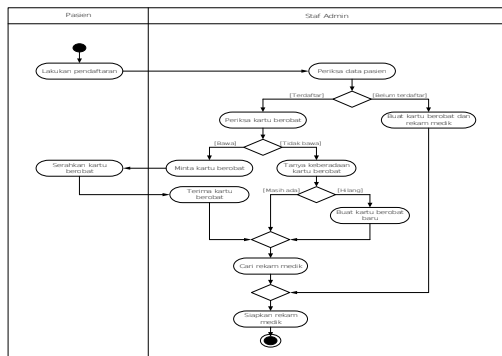 Pasien
Staf Admin
Lakukan pendaftaran
Periksa data pasien
[Terdaftar]
[Belum terdaftar]
Periksa kartu berobat
Buat kartu berobat dan
rekam medik
[Bawa]
[Tidak bawa]
Serahkan kartu
berobat
Minta kartu berobat
Tanya keberadaan
kartu berobat
Terima kartu
berobat
[Masih ada]
[Hilang]
Buat kartu berobat
baru
Cari rekam medik
Siapkan rekam
medik